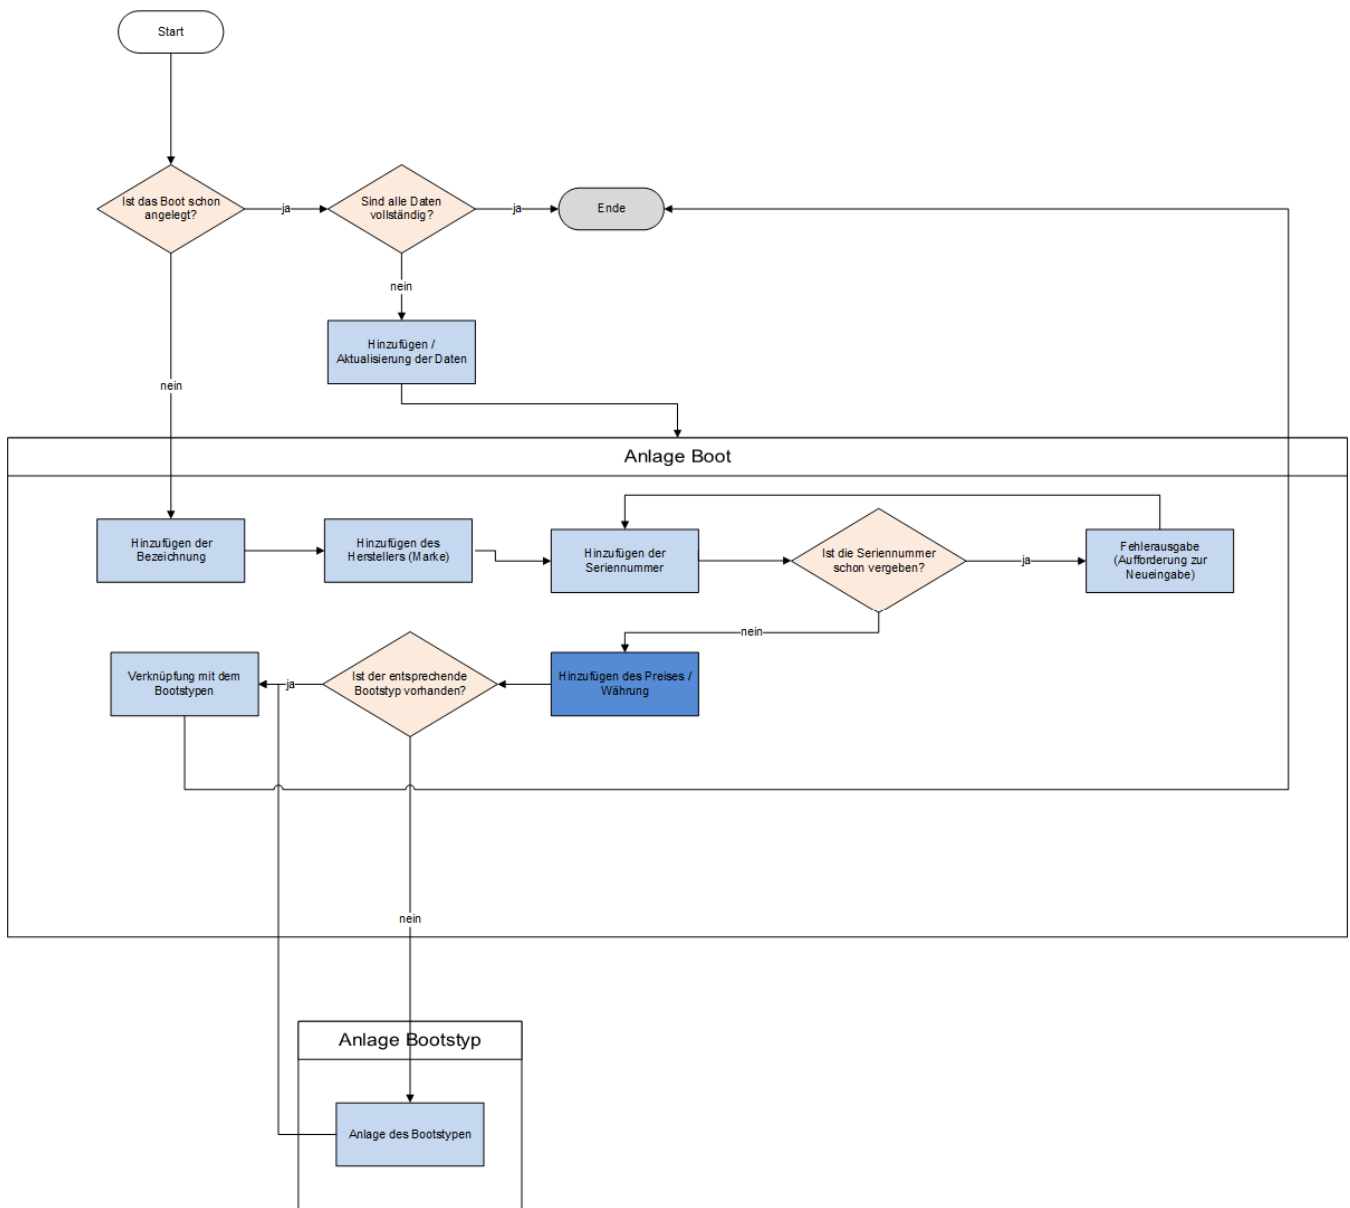 Start
Ist das Boot schon
angelegt?
ja
Sind alle Daten
vollständig?
ja
Ende
nein
Hinzufügen /
Aktualisierung der Daten
nein
Anlage Boot
Hinzufügen der
Bezeichnung
Hinzufügen des
Herstellers (Marke)
Hinzufügen der
Seriennummer
Ist die Seriennummer
schon vergeben?
ja
Fehlerausgabe
(Aufforderung zur
Neueingabe)
nein
Verknüpfung mit dem
Bootstypen
ja
Ist der entsprechende
Bootstyp vorhanden?
Hinzufügen des Preises /
Währung
nein
Anlage Bootstyp
Anlage des Bootstypen